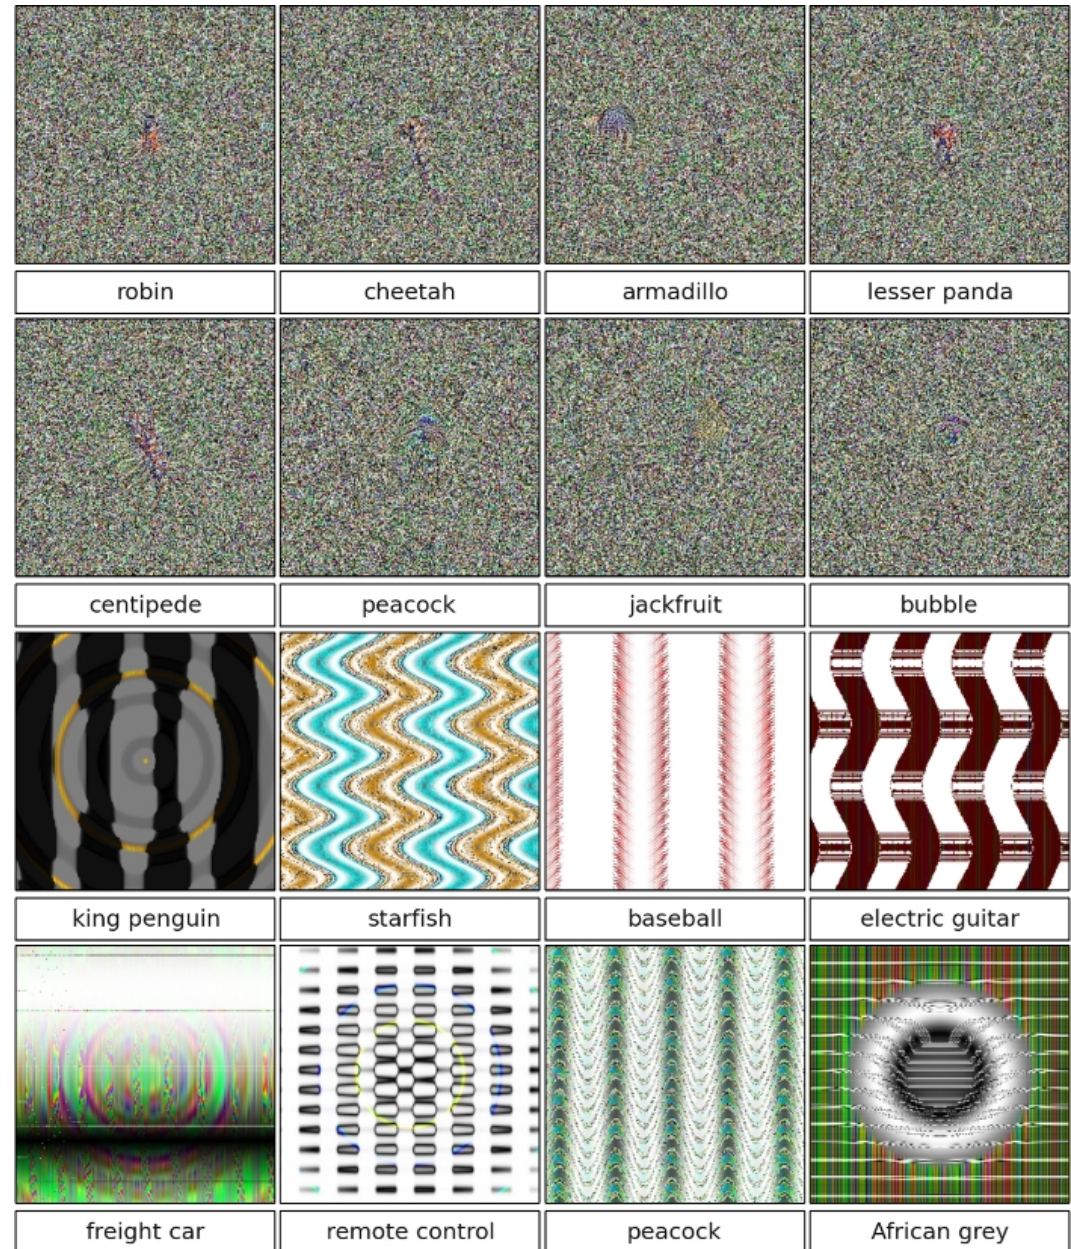 robin
cheetah
armadillo
lesser panda
centipede
peacock
jackfruit
bubble
king penguin
starfish
baseball
electric guitar
freight car
remote control
peacock
African grey